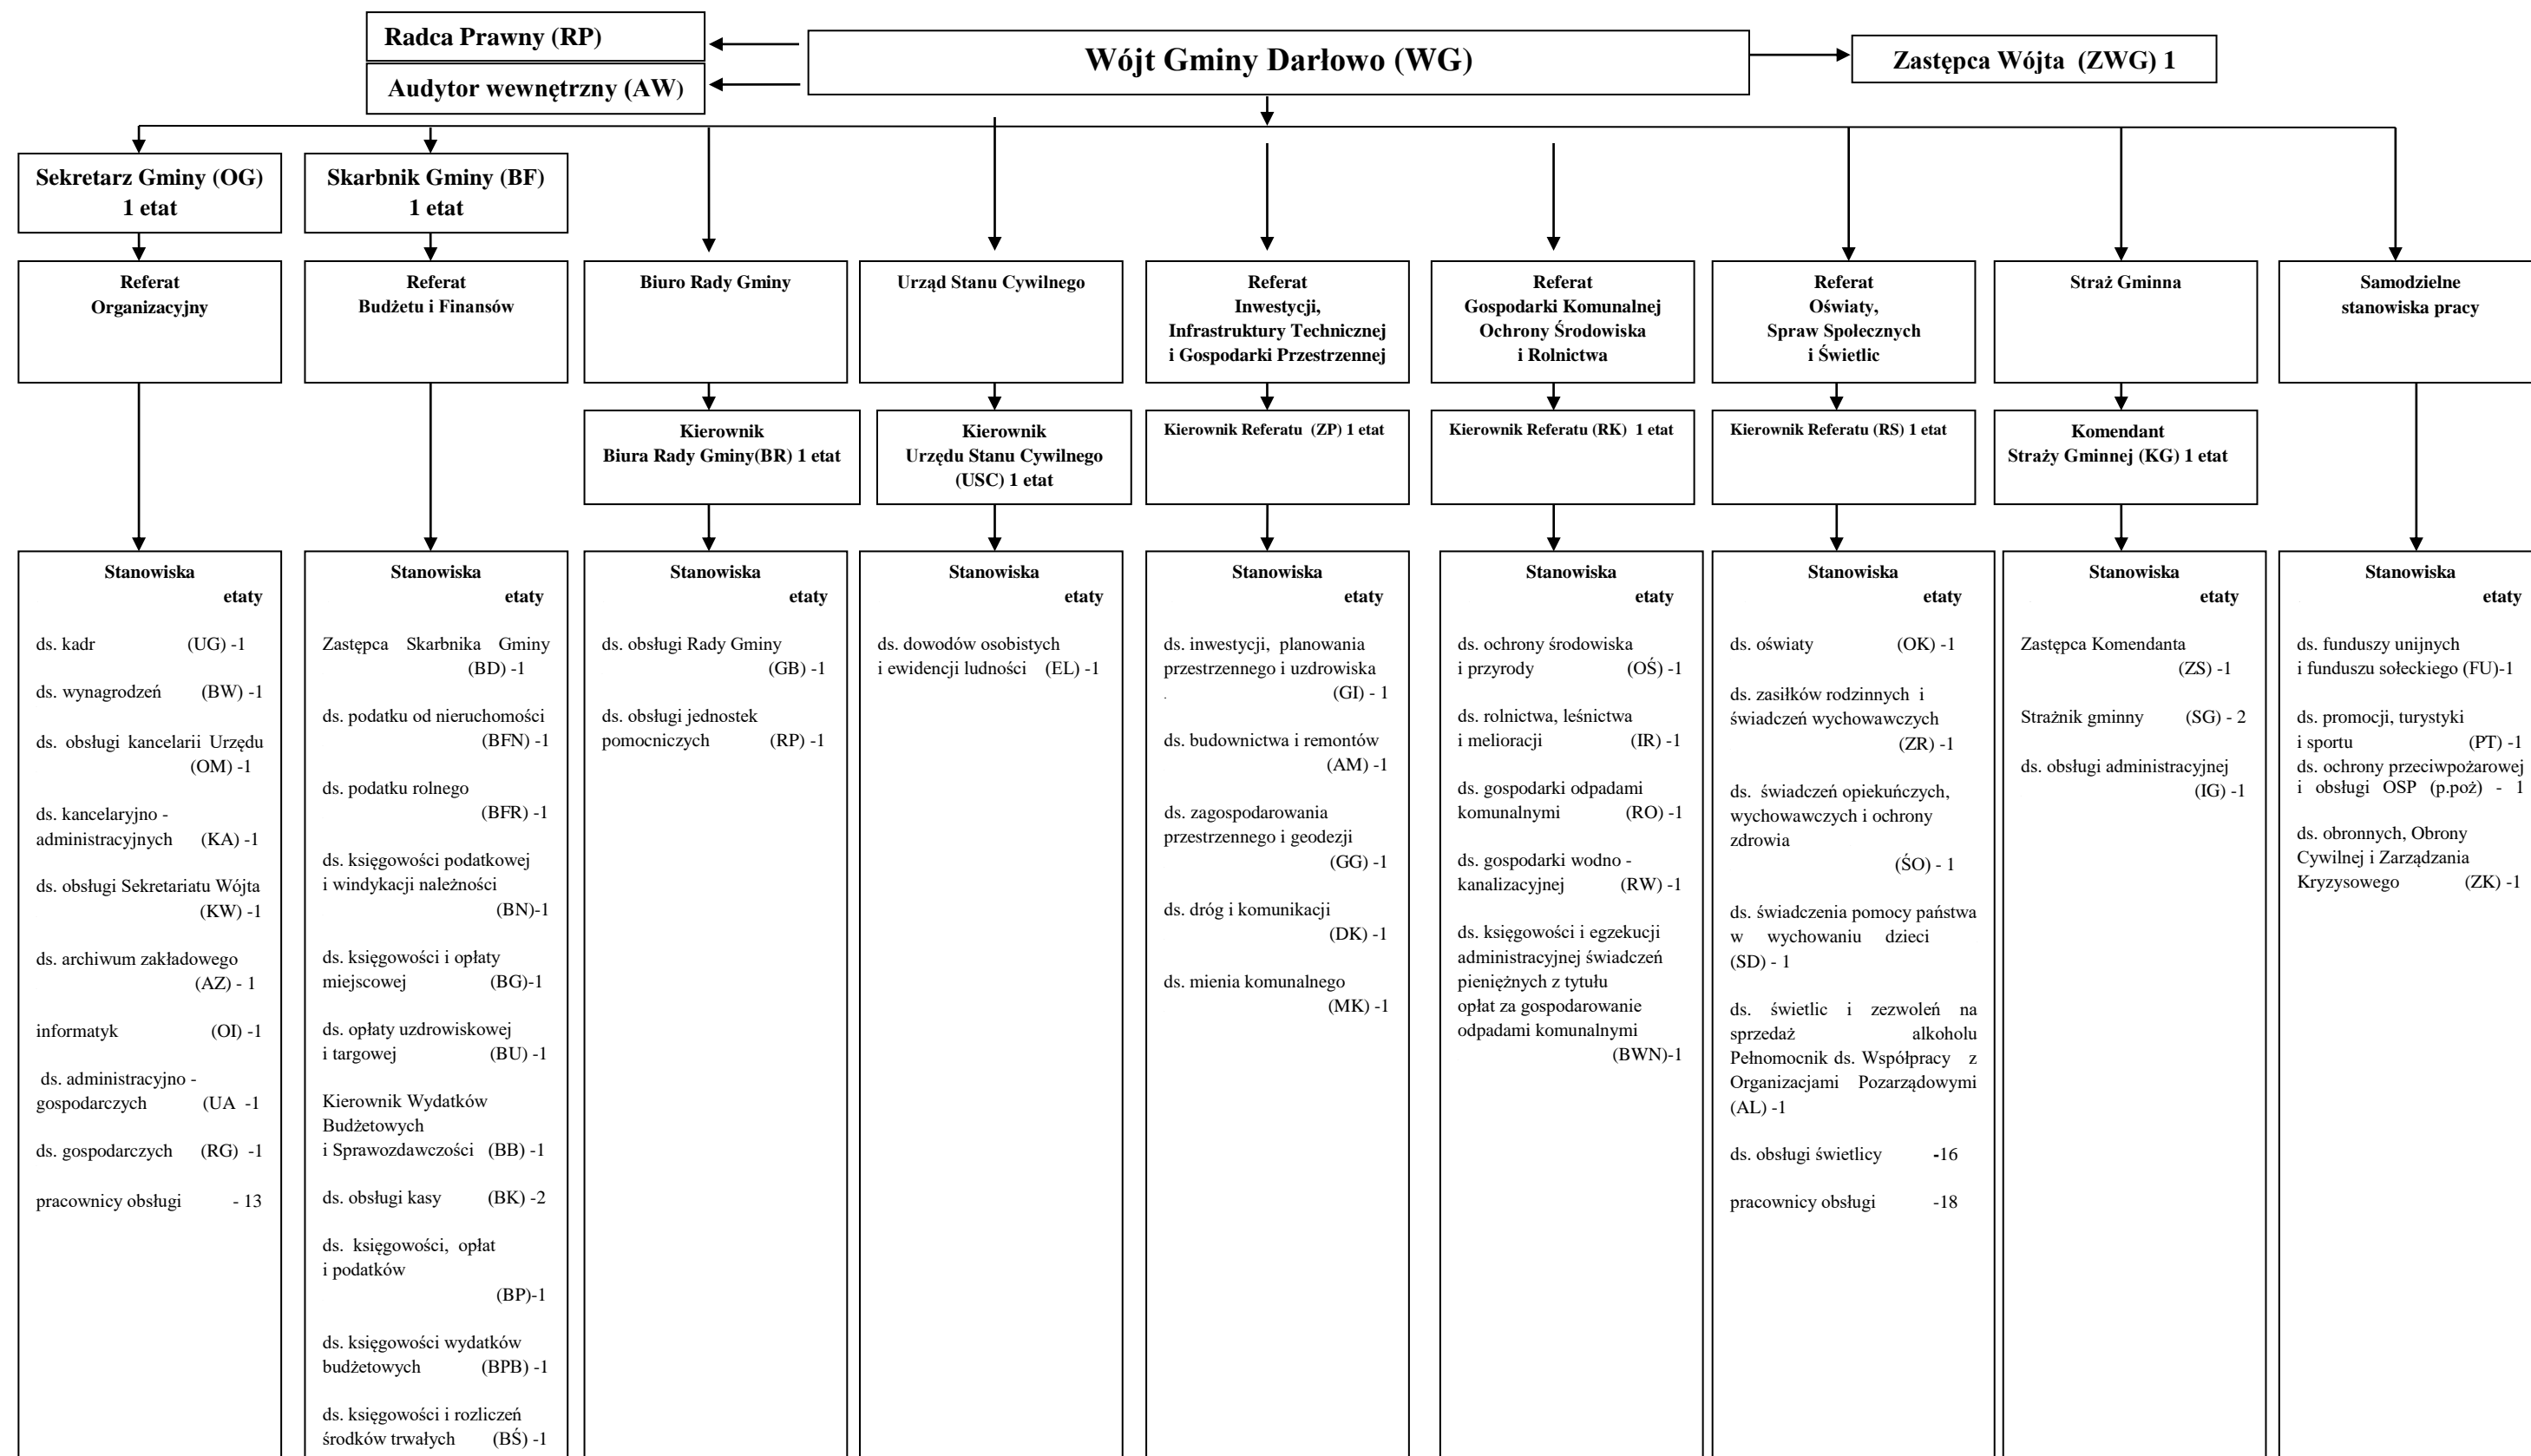 Radca Prawny (RP)
Audytor wewnętrzny (AW)
Wójt Gminy Darłowo (WG)
Zastępca Wójta (ZWG) 1
Sekretarz Gminy (OG)
1 etat
Skarbnik Gminy (BF)
1 etat
Referat
Organizacyjny
Referat
Budżetu i Finansów
Biuro Rady Gminy
Urząd Stanu Cywilnego
Referat
Inwestycji,
Infrastruktury Technicznej
i Gospodarki Przestrzennej
Referat
Gospodarki Komunalnej
Ochrony Środowiska
i Rolnictwa
Referat
Oświaty,
Spraw Społecznych
i Świetlic
Straż Gminna
Samodzielne
stanowiska pracy
Kierownik
Biura Rady Gminy(BR) 1 etat
Kierownik
Urzędu Stanu Cywilnego
(USC) 1 etat
Kierownik Referatu (ZP) 1 etat
Kierownik Referatu (RK) 1 etat
Kierownik Referatu (RS) 1 etat
Komendant
Straży Gminnej (KG) 1 etat
Stanowiska
etaty
ds. kadr (UG) -1
ds. wynagrodzeń (BW) -1
ds. obsługi kancelarii Urzędu
(OM) -1
ds. kancelaryjno -
administracyjnych (KA) -1
ds. obsługi Sekretariatu Wójta
(KW) -1
ds. archiwum zakładowego
(AZ) - 1
informatyk (OI) -1
ds. administracyjno -
gospodarczych (UA -1
ds. gospodarczych (RG) -1
pracownicy obsługi - 13
Stanowiska
etaty
Zastępca Skarbnika Gminy
(BD) -1
ds. podatku od nieruchomości
(BFN) -1
ds. podatku rolnego
(BFR) -1
ds. księgowości podatkowej
i windykacji należności
(BN)-1
ds. księgowości i opłaty
miejscowej (BG)-1
ds. opłaty uzdrowiskowej
i targowej (BU) -1
Kierownik Wydatków
Budżetowych
i Sprawozdawczości (BB) -1
ds. obsługi kasy (BK) -2
ds. księgowości, opłat
i podatków
(BP)-1
ds. księgowości wydatków
budżetowych (BPB) -1
ds. księgowości i rozliczeń
środków trwałych (BŚ) -1
Stanowiska
etaty
ds. obsługi Rady Gminy
(GB) -1
ds. obsługi jednostek
pomocniczych (RP) -1
Stanowiska
etaty
ds. dowodów osobistych
i ewidencji ludności (EL) -1
Stanowiska
etaty
ds. inwestycji, planowania
przestrzennego i uzdrowiska
. (GI) - 1
ds. budownictwa i remontów
(AM) -1
ds. zagospodarowania
przestrzennego i geodezji
(GG) -1
ds. dróg i komunikacji
(DK) -1
ds. mienia komunalnego
(MK) -1
Stanowiska
etaty
ds. ochrony środowiska
i przyrody (OŚ) -1
ds. rolnictwa, leśnictwa
i melioracji (IR) -1
ds. gospodarki odpadami
komunalnymi (RO) -1
ds. gospodarki wodno -
kanalizacyjnej (RW) -1
ds. księgowości i egzekucji
administracyjnej świadczeń
pieniężnych z tytułu
opłat za gospodarowanie
odpadami komunalnymi
(BWN)-1
Stanowiska
etaty
ds. oświaty (OK) -1
ds. zasiłków rodzinnych i
świadczeń wychowawczych
(ZR) -1
ds. świadczeń opiekuńczych,
wychowawczych i ochrony
zdrowia
(ŚO) - 1
ds. świadczenia pomocy państwa
w wychowaniu dzieci
(SD) - 1
ds. świetlic i zezwoleń na
sprzedaż alkoholu
Pełnomocnik ds. Współpracy z
Organizacjami Pozarządowymi
(AL) -1
ds. obsługi świetlicy -16
pracownicy obsługi -18
Stanowiska
etaty
Zastępca Komendanta
(ZS) -1
Strażnik gminny (SG) - 2
ds. obsługi administracyjnej
(IG) -1
Stanowiska
etaty
ds. funduszy unijnych
i funduszu sołeckiego (FU)-1
ds. promocji, turystyki
i sportu (PT) -1
ds. ochrony przeciwpożarowej
i obsługi OSP (p.poż) - 1
ds. obronnych, Obrony
Cywilnej i Zarządzania
Kryzysowego (ZK) -1